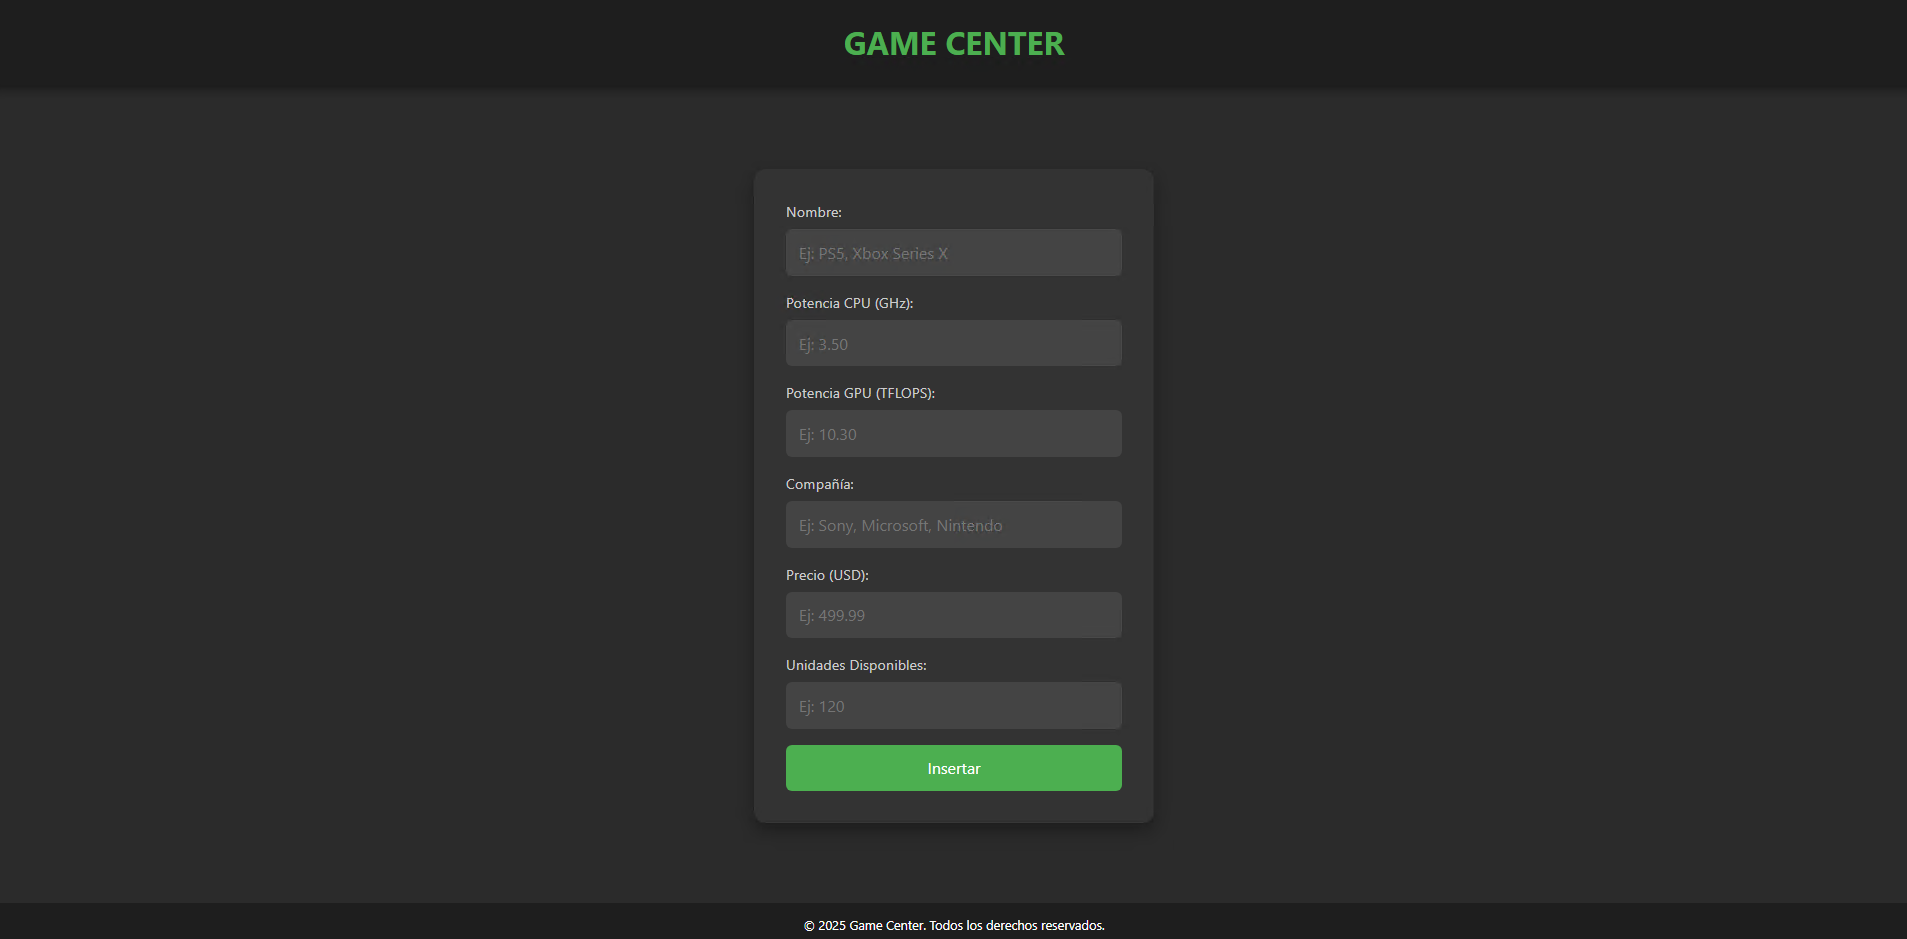 GAME CENTER
Nombre:
Ej: PS5, Xbox Series X
Potencia CPU (GHz):
Ej: 3.50
Potencia GPU (TFLOPS):
Ej: 10.30
Compañía:
Ej: Sony, Microsoft, Nintendo
Precio (USD):
Ej: 499.99
Unidades Disponibles:
Ej: 120
Insertar
© 2025 Game Center. Todos los derechos reservados.